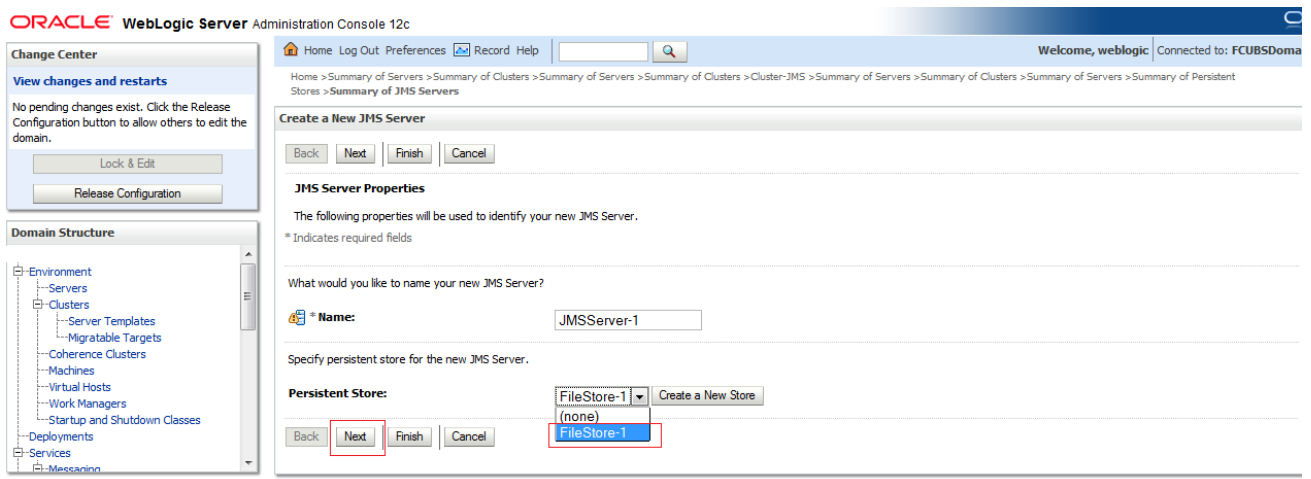 ORACLE WebLogic Server Administration Console 12c
Change Center
View changes and restarts
No pending changes exist. Click the Release
Configuration button to allow others to edit the
domain.
Lock & Edit
Release Configuration
Domain Structure
Environment
Servers
Clusters
Server Templates
Migratable Targets
Coherence Clusters
Machines
Virtual Hosts
Work Managers
Startup and Shutdown Classes
Deployments
Services
Messaging
Home Log Out Preferences Record Help
Welcome, weblogic Connected to: FCUBSDoma
Home >Summary of Servers >Summary of Clusters >Summary of Servers >Summary of Clusters >Cluster-JMS >Summary of Servers >Summary of Clusters >Summary of Servers >Summary of Persistent
Stores >Summary of JMS Servers
Create a New JMS Server
Back Next Finish Cancel
JMS Server Properties
The following properties will be used to identify your new JMS Server.
* Indicates required fields
What would you like to name your new JMS Server?
* Name: JMSServer-1
Specify persistent store for the new JMS Server.
Persistent Store: FileStore-1 Create a New Store
(none)
FileStore-1
Back Next Finish Cancel